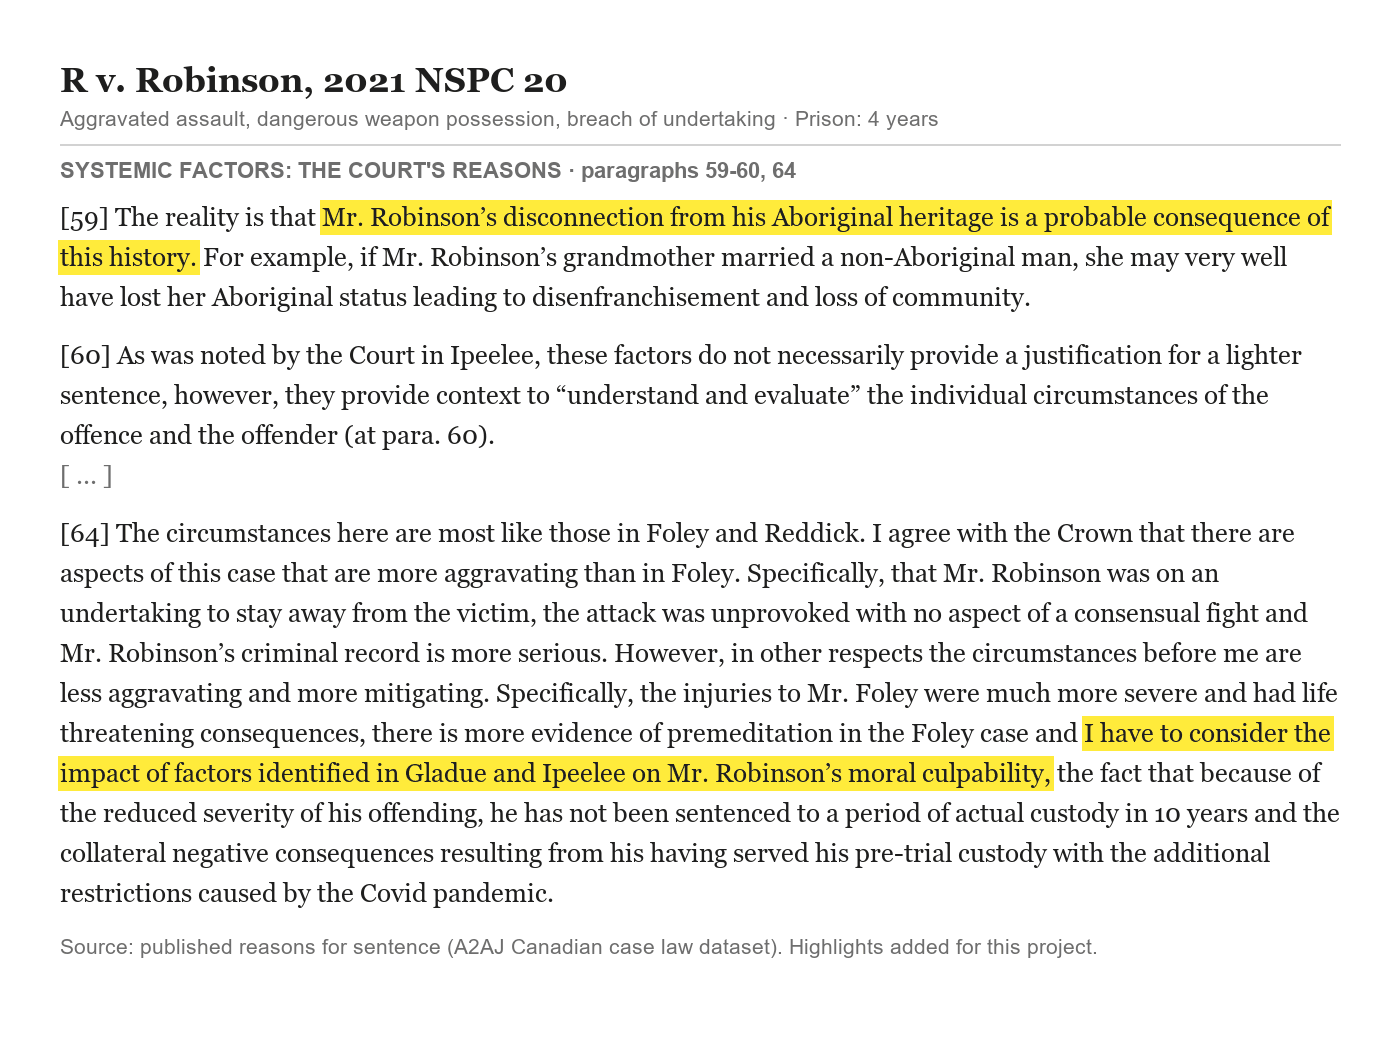 R v. Robinson, 2021 NSPC 20
Aggravated assault, dangerous weapon possession, breach of undertaking · Prison: 4 years
SYSTEMIC FACTORS: THE COURT'S REASONS · paragraphs 59-60, 64
[59] The reality is that Mr. Robinson’s disconnection from his Aboriginal heritage is a probable consequence of
this history. For example, if Mr. Robinson’s grandmother married a non-Aboriginal man, she may very well
have lost her Aboriginal status leading to disenfranchisement and loss of community.
[60] As was noted by the Court in Ipeelee, these factors do not necessarily provide a justification for a lighter
sentence, however, they provide context to “understand and evaluate” the individual circumstances of the
offence and the offender (at para. 60).
[ ... ]
[64] The circumstances here are most like those in Foley and Reddick. I agree with the Crown that there are
aspects of this case that are more aggravating than in Foley. Specifically, that Mr. Robinson was on an
undertaking to stay away from the victim, the attack was unprovoked with no aspect of a consensual fight and
Mr. Robinson’s criminal record is more serious. However, in other respects the circumstances before me are
less aggravating and more mitigating. Specifically, the injuries to Mr. Foley were much more severe and had life
threatening consequences, there is more evidence of premeditation in the Foley case and I have to consider the
impact of factors identified in Gladue and Ipeelee on Mr. Robinson’s moral culpability, the fact that because of
the reduced severity of his offending, he has not been sentenced to a period of actual custody in 10 years and the
collateral negative consequences resulting from his having served his pre-trial custody with the additional
restrictions caused by the Covid pandemic.
Source: published reasons for sentence (A2AJ Canadian case law dataset). Highlights added for this project.